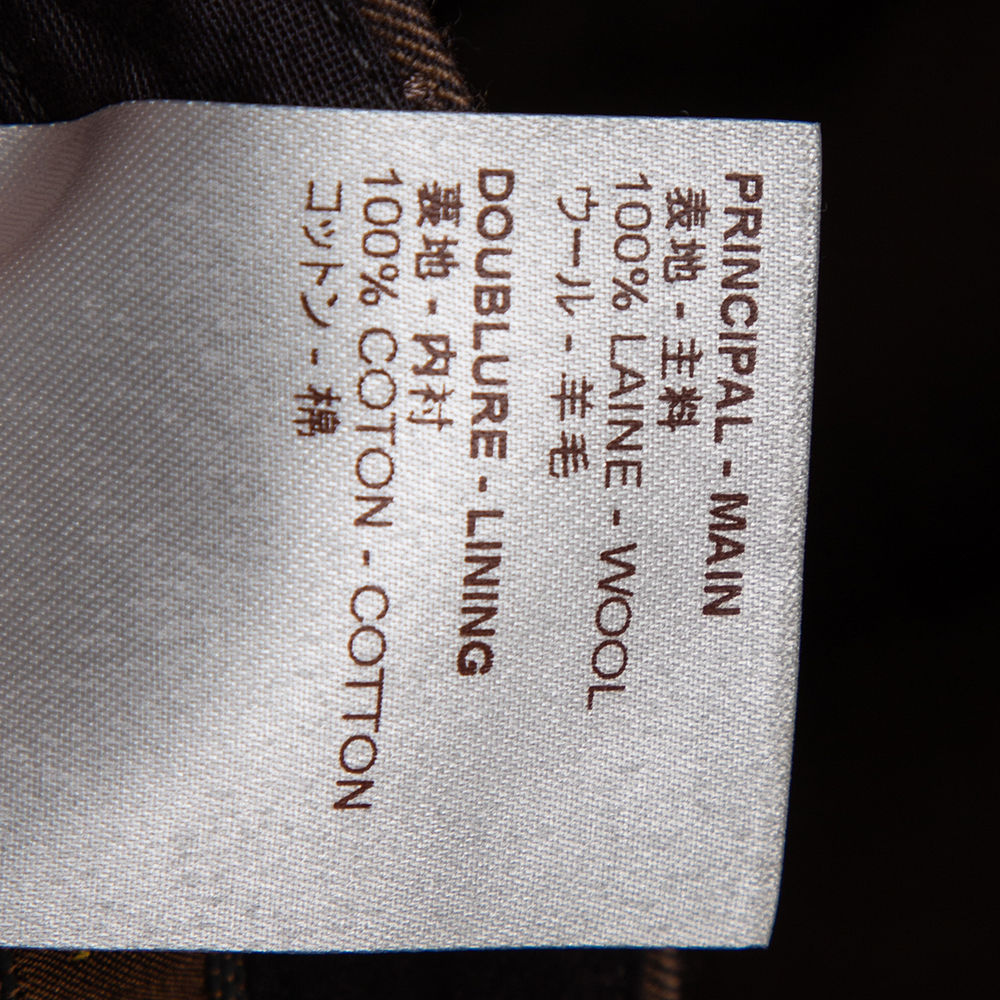 PRINCIPAL - MAIN
表地 - 主料
100% LAINE - WOOL
ウール - 羊毛
DOUBLURE - LINING
裏地 - 内衬
100% COTON - COTTON
コットン - 棉